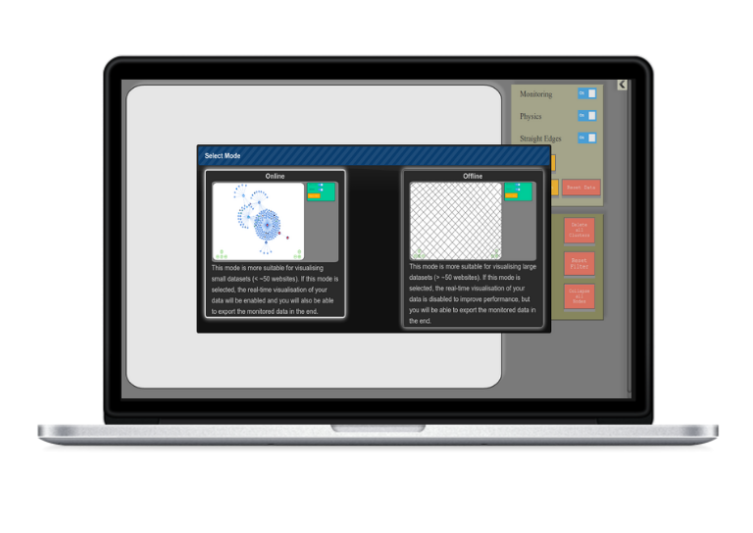 Monitoring
Physics
Straight Edges
Select Mode
Online
This mode is more suitable for visualising
small datasets (< ~50 websites). If this mode is
selected, the real-time visualisation of your
data will be enabled and you will also be able
to export the monitored data in the end.
Offline
This mode is more suitable for visualising large
datasets (> ~50 websites). If this mode is
selected, the real-time visualisation of your
data is disabled to improve performance, but
you will be able to export the monitored data in
the end.
Reset Data
Delete
Reset
Filter